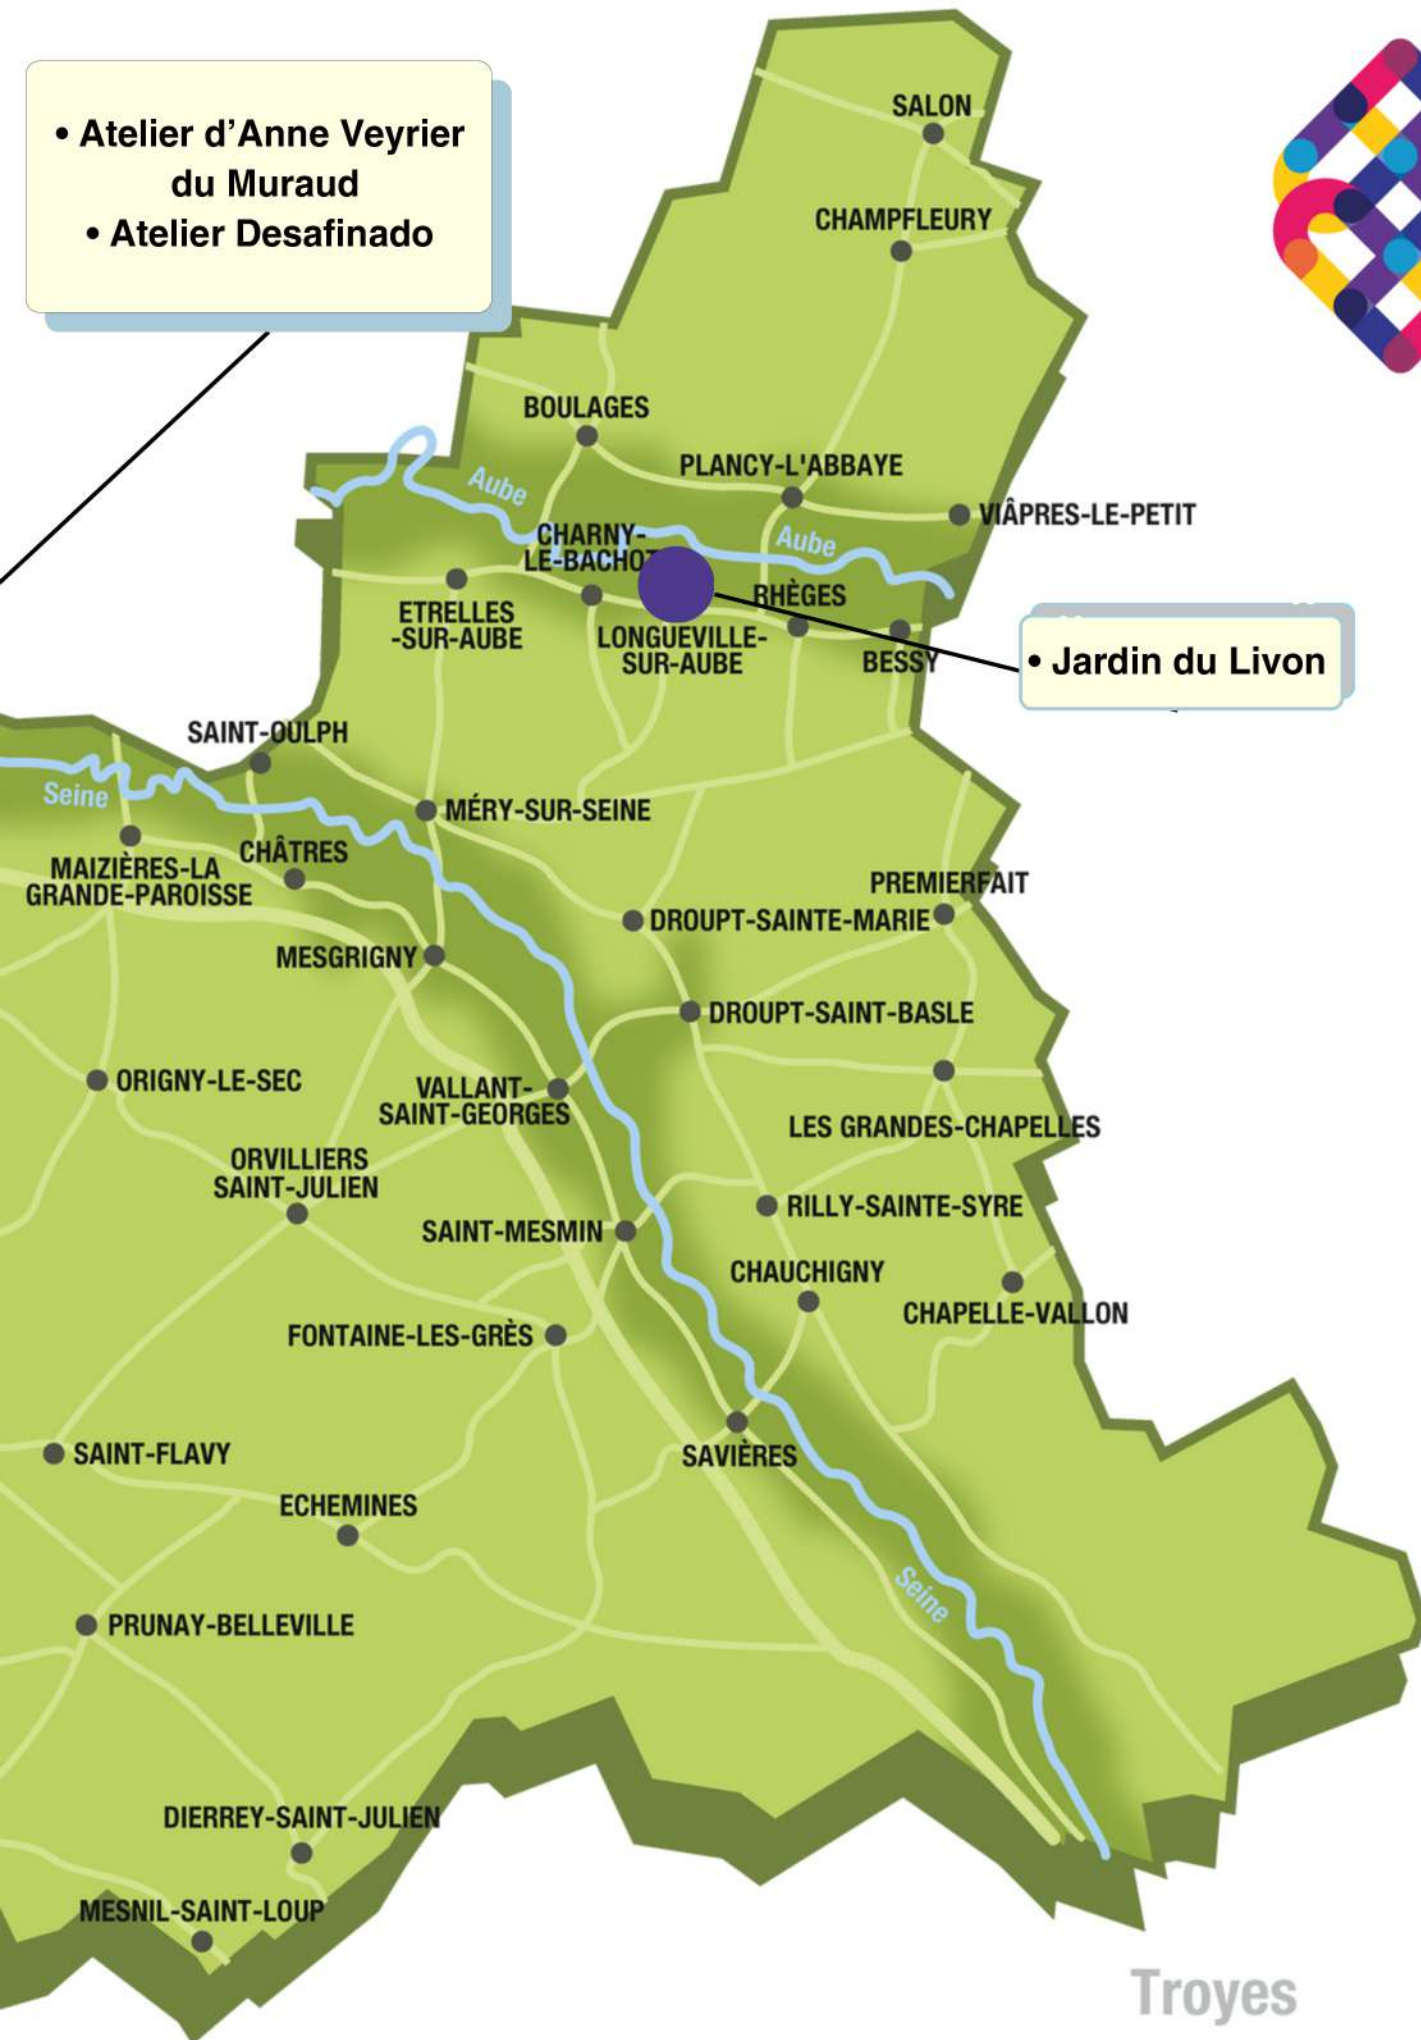 • Atelier d’Anne Veyrier
du Muraud
• Atelier Desafinado
SALON
CHAMPFLEURY
BOULAGES
PLANCY-L'ABBAYE
Aube
VIÂPRES-LE-PETIT
CHARNY-
LE-BACHOT
Aube
ETRELLES
-SUR-AUBE
RHÈGES
LONGUEVILLE-
SUR-AUBE
BESSY
• Jardin du Livon
SAINT-OULPH
Seine
MÉRY-SUR-SEINE
MAIZIÈRES-LA
GRANDE-PAROISSE
CHÂTRES
PREMIERFAIT
DROUPT-SAINTE-MARIE
MESGRIGNY
DROUPT-SAINT-BASLE
ORIGNY-LE-SEC
VALLANT-
SAINT-GEORGES
LES GRANDES-CHAPELLES
ORVILLIERS
SAINT-JULIEN
RILLY-SAINTE-SYRE
SAINT-MESMIN
CHAUCHIGNY
CHAPELLE-VALLON
FONTAINE-LES-GRÈS
SAINT-FLAVY
SAVIÈRES
ECHEMINES
Seine
PRUNAY-BELLEVILLE
DIERREY-SAINT-JULIEN
MESNIL-SAINT-LOUP
Troyes